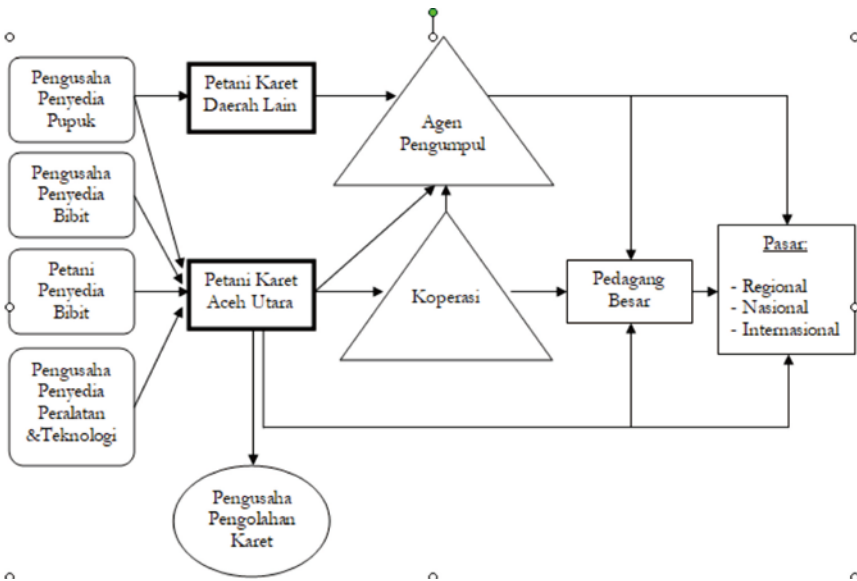 Pengusaha
Penyedia
Pupuk
Petani Karet
Daerah Lain
Agen
Pengumpul
Pengusaha
Penyedia
Bibit
Petani
Penyedia
Bibit
Petani Karet
Aceh Utara
Koperasi
Pedagang
Besar
Pasar:
- Regional
- Nasional
- Internasional
Pengusaha
Penyedia
Peralatan
&Teknologi
Pengusaha
Pengolahan
Karet